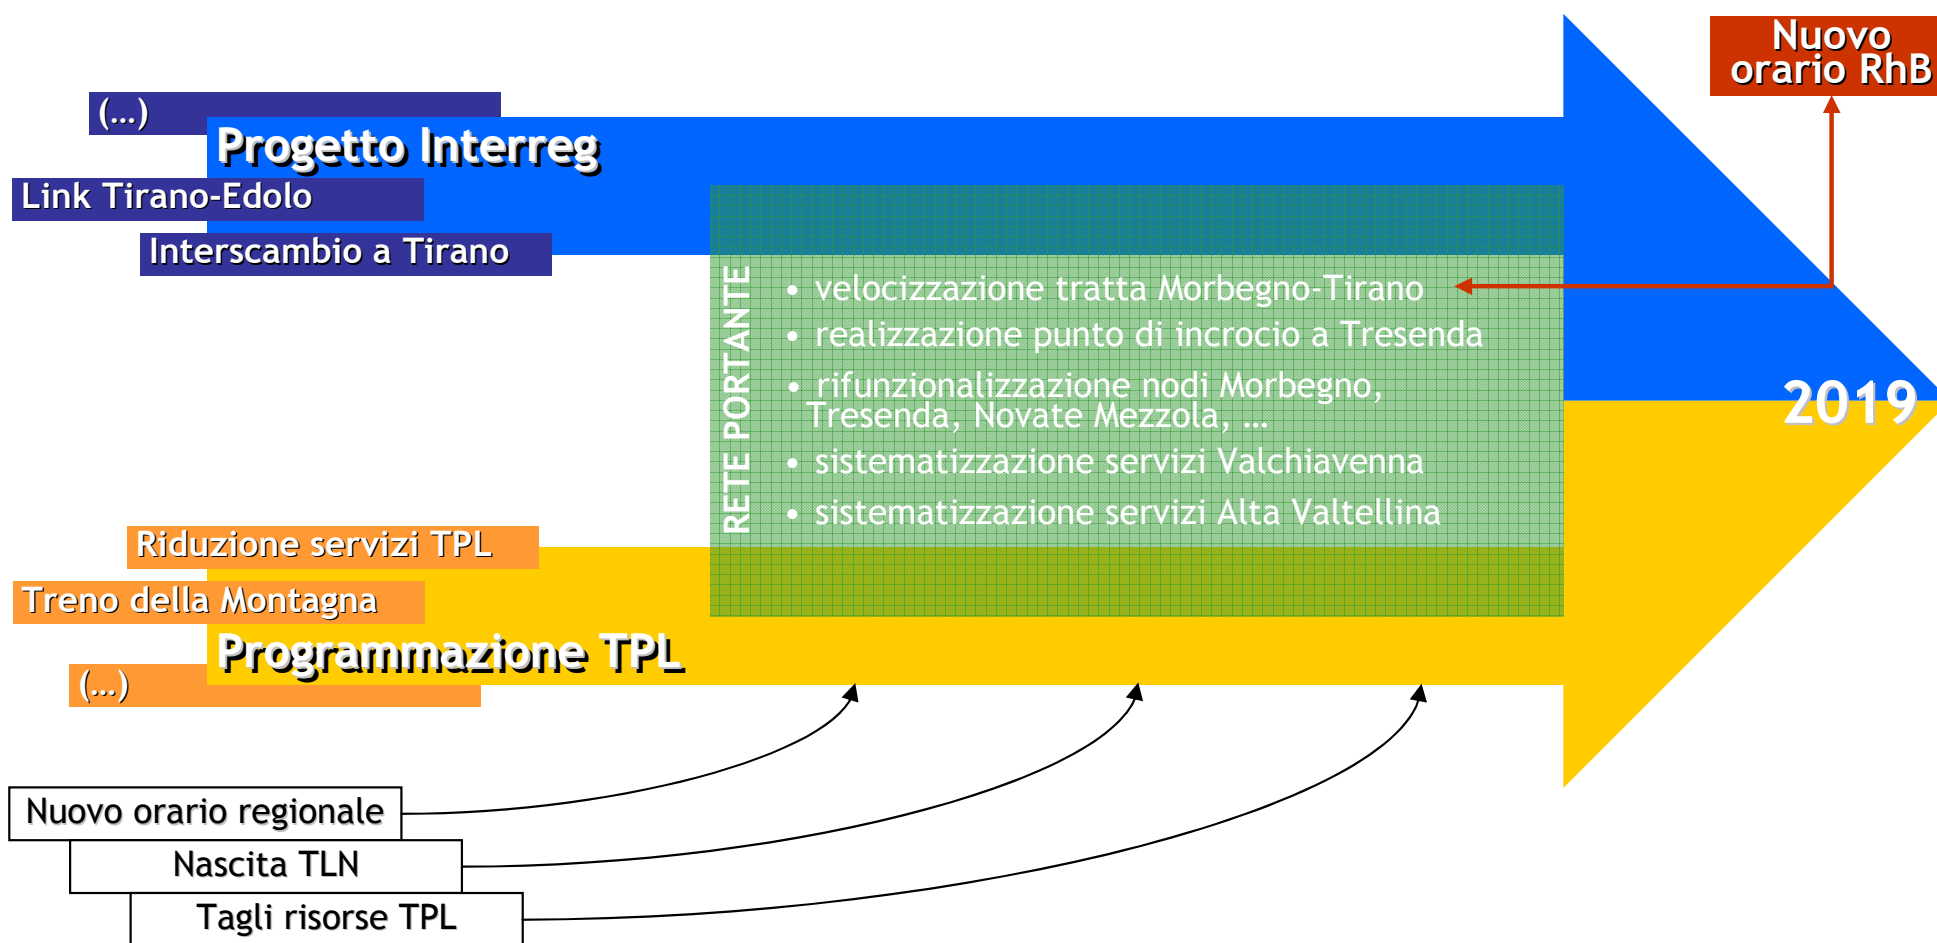 Nuovo
orario RhB
(…)
Progetto Interreg
Link Tirano-Edolo
Interscambio a Tirano
RETE PORTANTE
• velocizzazione tratta Morbegno-Tirano
• realizzazione punto di incrocio a Tresenda
• rifunzionalizzazione nodi Morbegno,
Tresenda, Novate Mezzola, …
• sistematizzazione servizi Valchiavenna
• sistematizzazione servizi Alta Valtellina
2019
Riduzione servizi TPL
Treno della Montagna
Programmazione TPL
(…)
Nuovo orario regionale
Nascita TLN
Tagli risorse TPL